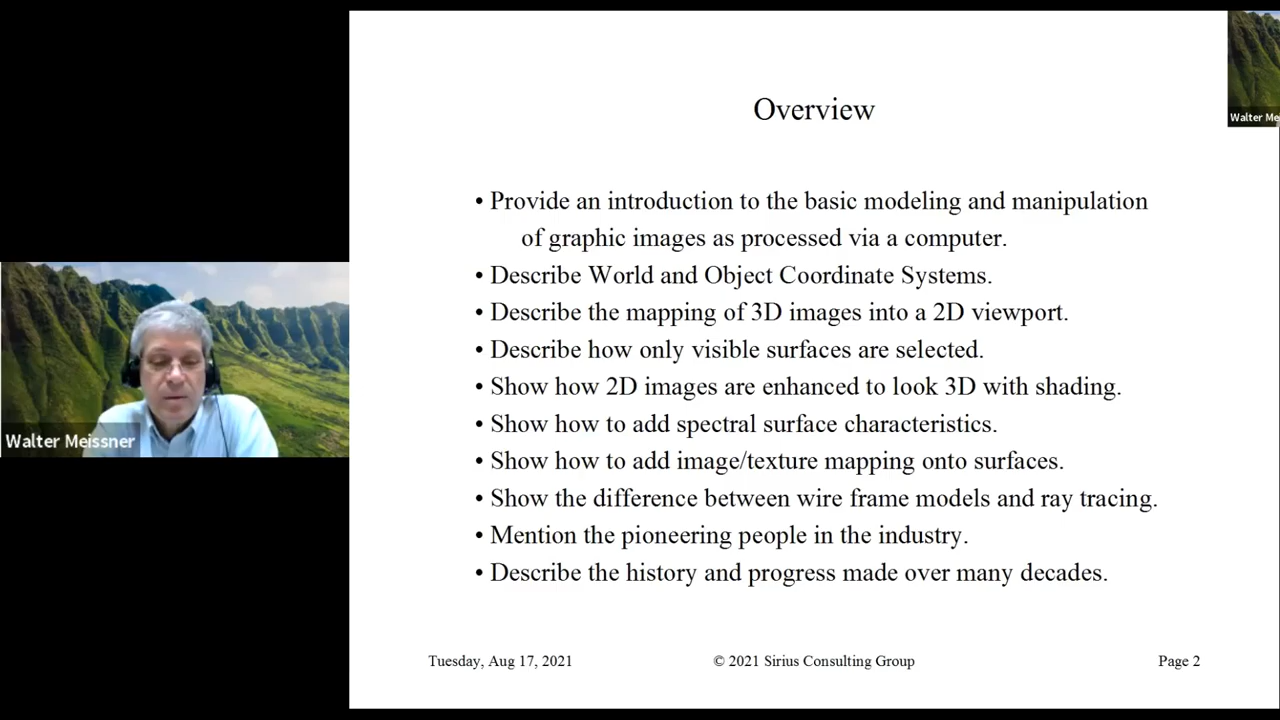 Overview
• Provide an introduction to the basic modeling and manipulation
of graphic images as processed via a computer.
• Describe World and Object Coordinate Systems.
• Describe the mapping of 3D images into a 2D viewport.
• Describe how only visible surfaces are selected.
• Show how 2D images are enhanced to look 3D with shading.
• Show how to add spectral surface characteristics.
• Show how to add image/texture mapping onto surfaces.
• Show the difference between wire frame models and ray tracing.
• Mention the pioneering people in the industry.
• Describe the history and progress made over many decades.
Tuesday, Aug 17, 2021 © 2021 Sirius Consulting Group Page 2
Walter Meissner
Walter Me